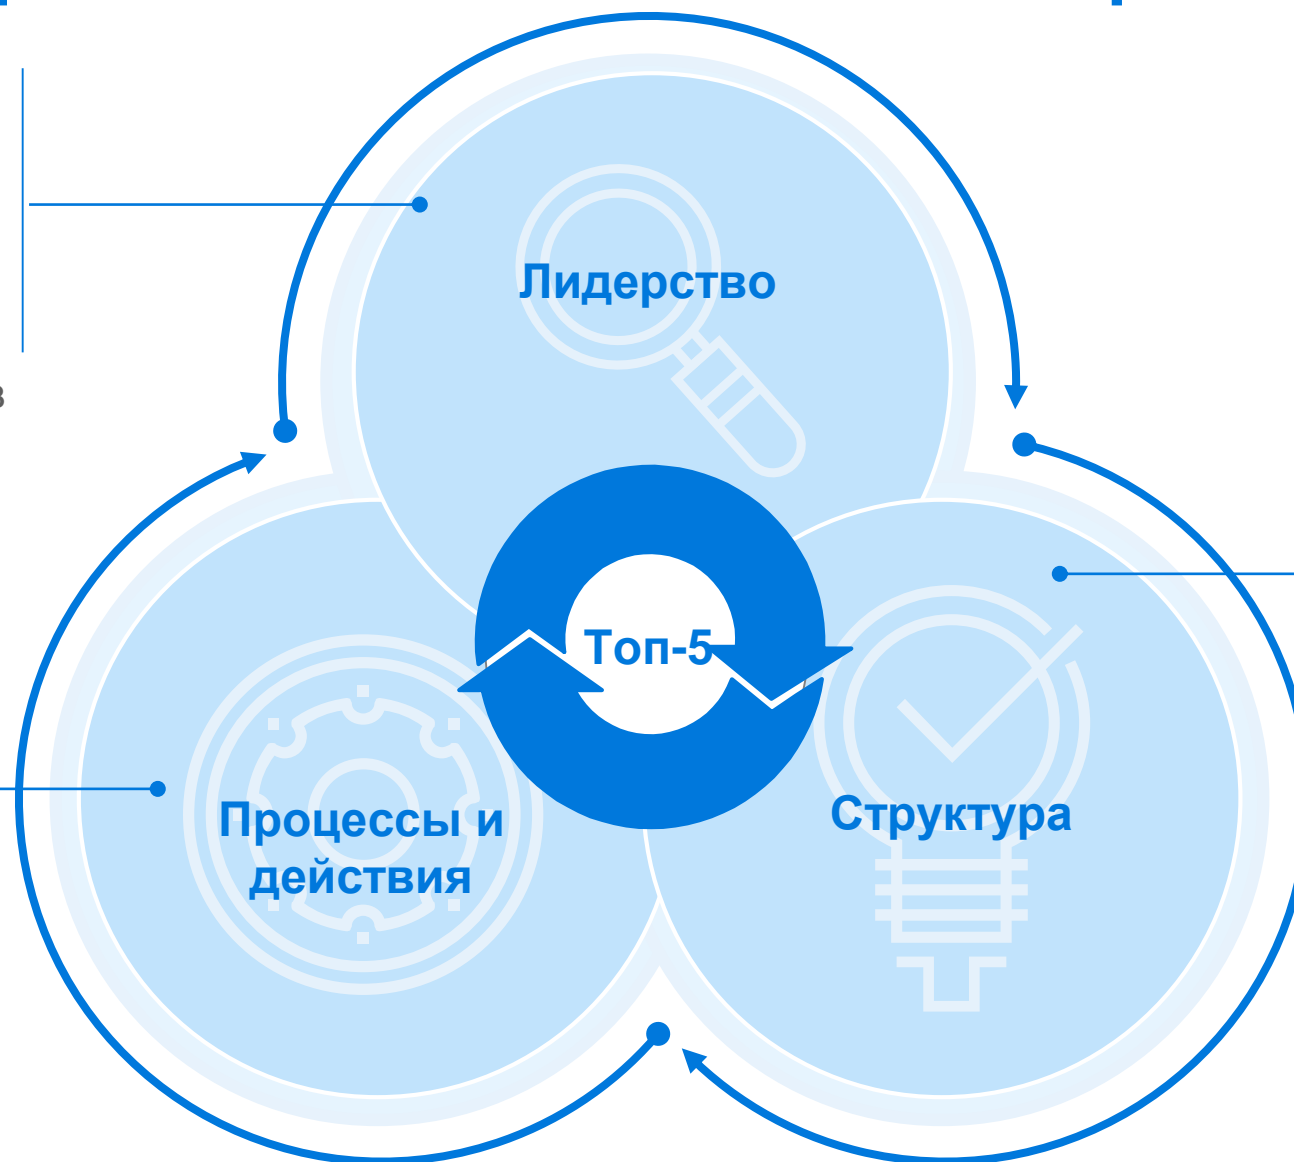 Лидерство
Топ-5
Процессы и
действия
Структура